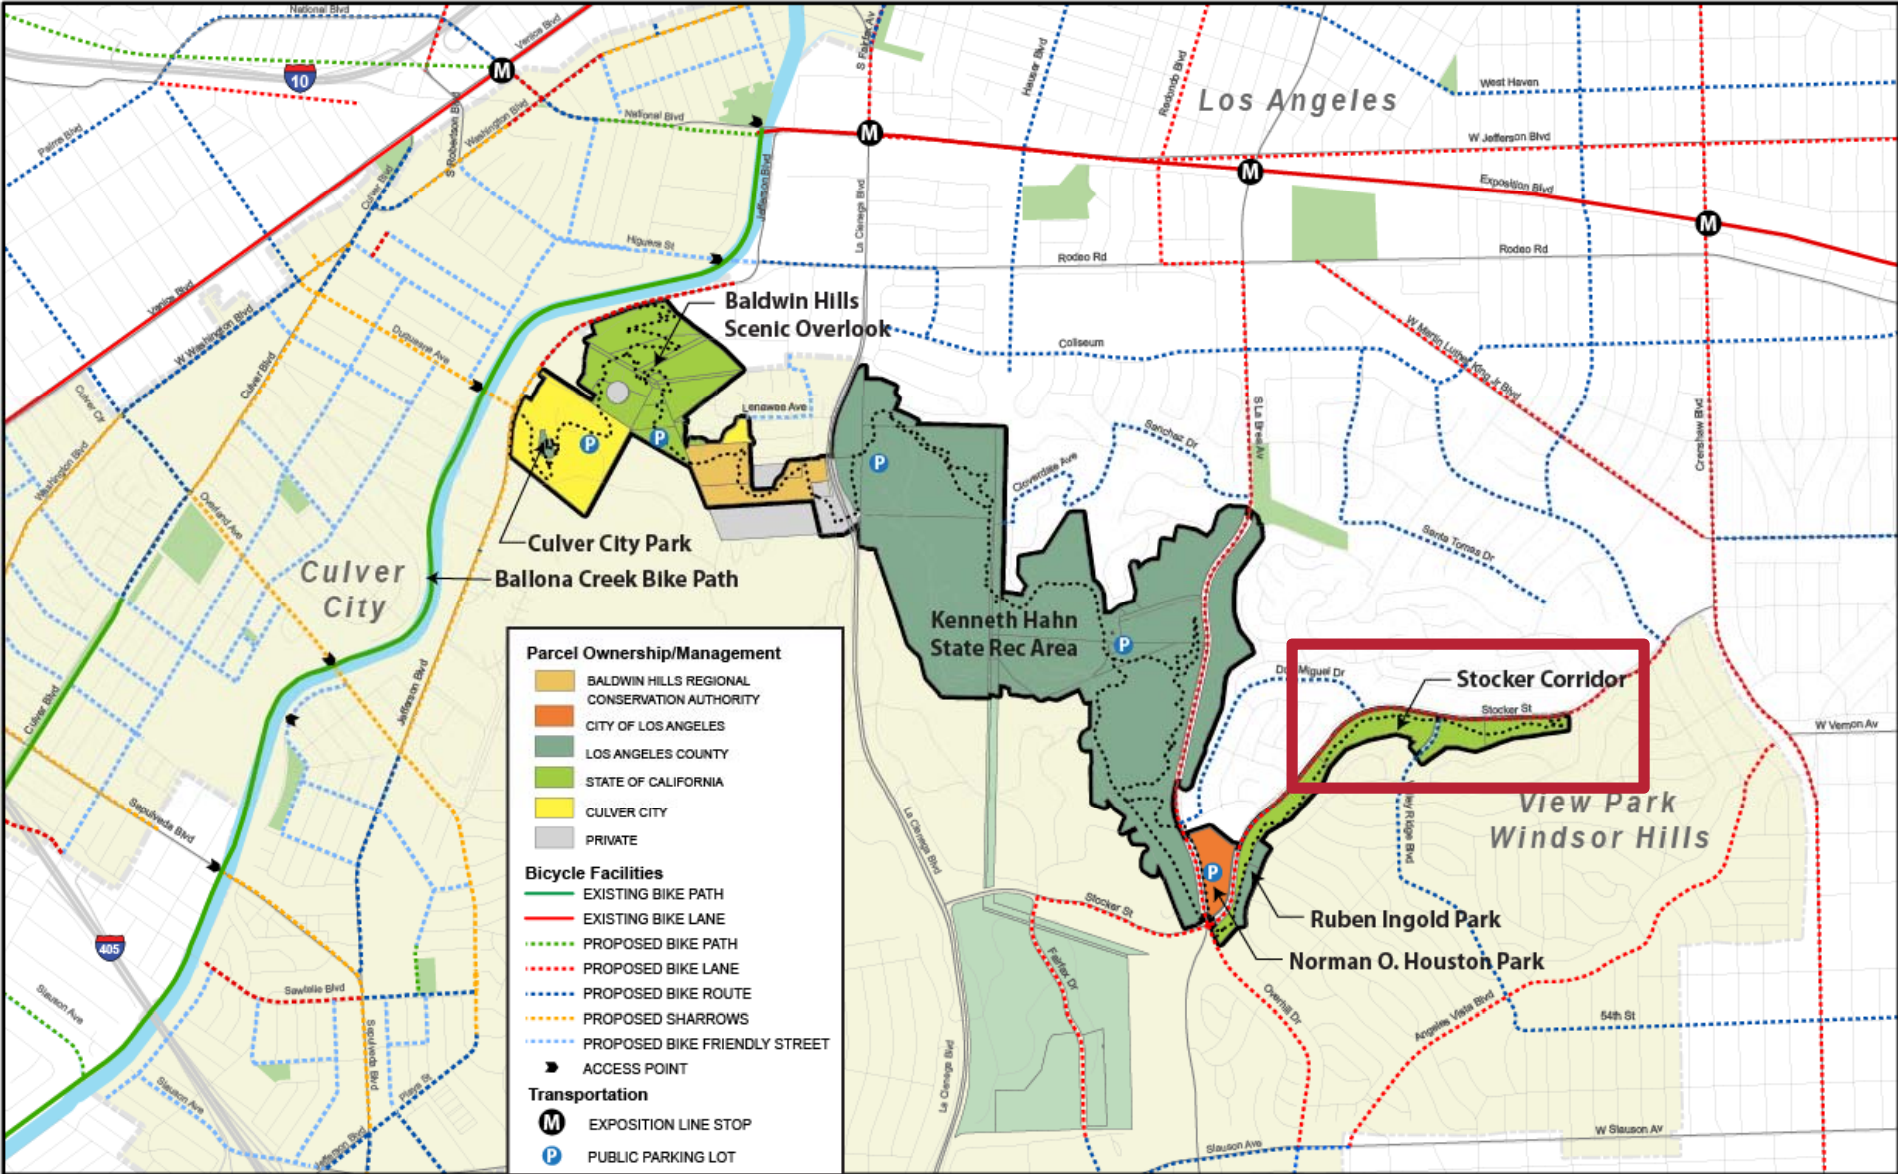 National Blvd
Venice Blvd
S Fairfax Av
Hauser Blvd
Redondo Blvd
Los Angeles
West Haven
10
M
Palms Blvd
S Robertson Blvd
Washington Blvd
National Blvd
M
W Jefferson Blvd
M
Exposition Blvd
M
Culver Blvd
Jefferson Blvd
La Cienega Blvd
Higuera St
Rodeo Rd
Rodeo Rd
Venice Blvd
W Washington Blvd
Baldwin Hills
Scenic Overlook
Duquesne Ave
Culver Blvd
Coliseum
W Martin Luther King Jr Blvd
Culver Cir
Lenawee Ave
S La Brea Av
Crenshaw Blvd
Sanchez Dr
Cloverdale Ave
Washington Blvd
Overland Ave
P
P
P
Santa Tomas Dr
Culver City Park
Ballona Creek Bike Path
Culver
City
Kenneth Hahn
State Rec Area
P
Miguel Dr
Stocker Corridor
Stocker St
W Vernon Av
Culver Blvd
Jefferson Blvd
View Park
Windsor Hills
Sepulveda Blvd
La Cienega Blvd
Ridge Blvd
P
Stocker St
Ruben Ingold Park
Norman O. Houston Park
405
Fairfax Dr
Overhill Dr
Angeles Vista Blvd
54th St
Slauson Ave
Sawtelle Blvd
Sepulveda Blvd
La Cienega Blvd
Slauson Ave
Playa St
Jefferson Blvd
Slauson Ave
W Slauson Av
Parcel Ownership/Management
BALDWIN HILLS REGIONAL
CONSERVATION AUTHORITY
CITY OF LOS ANGELES
LOS ANGELES COUNTY
STATE OF CALIFORNIA
CULVER CITY
PRIVATE
Bicycle Facilities
EXISTING BIKE PATH
EXISTING BIKE LANE
PROPOSED BIKE PATH
PROPOSED BIKE LANE
PROPOSED BIKE ROUTE
PROPOSED SHARROWS
PROPOSED BIKE FRIENDLY STREET
ACCESS POINT
Transportation
M EXPOSITION LINE STOP
P PUBLIC PARKING LOT